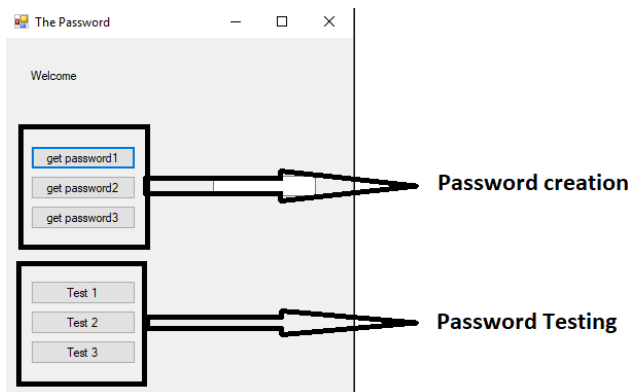 The Password
Welcome
get password1
get password2
get password3
Password creation
Test 1
Test 2
Test 3
Password Testing